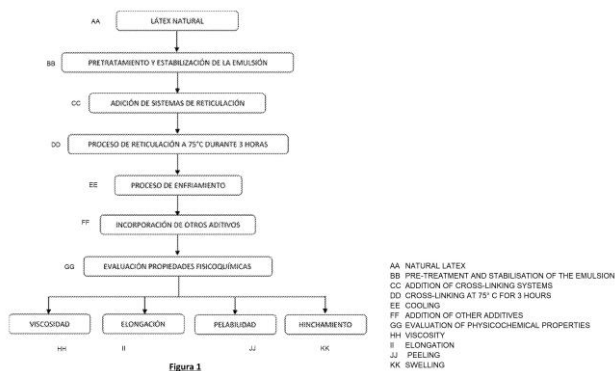 AA
LÁTEX NATURAL
BB
PRETRATAMIENTO Y ESTABILIZACIÓN DE LA EMULSIÓN
CC
ADICIÓN DE SISTEMAS DE RETICULACIÓN
DD
PROCESO DE RETICULACIÓN A 75°C DURANTE 3 HORAS
EE
PROCESO DE ENFRIAMIENTO
FF
INCORPORACIÓN DE OTROS ADITIVOS
GG
EVALUACIÓN PROPIEDADES FISICOQUÍMICAS
VISCOSIDAD
ELONGACIÓN
PELABILIDAD
HINCHAMIENTO
HH
II
JJ
KK
Figura 1
AA NATURAL LATEX
BB PRE-TREATMENT AND STABILISATION OF THE EMULSION
CC ADDITION OF CROSS-LINKING SYSTEMS
DD CROSS-LINKING AT 75° C FOR 3 HOURS
EE COOLING
FF ADDITION OF OTHER ADDITIVES
GG EVALUATION OF PHYSICOCHEMICAL PROPERTIES
HH VISCOSITY
II ELONGATION
JJ PEELING
KK SWELLING